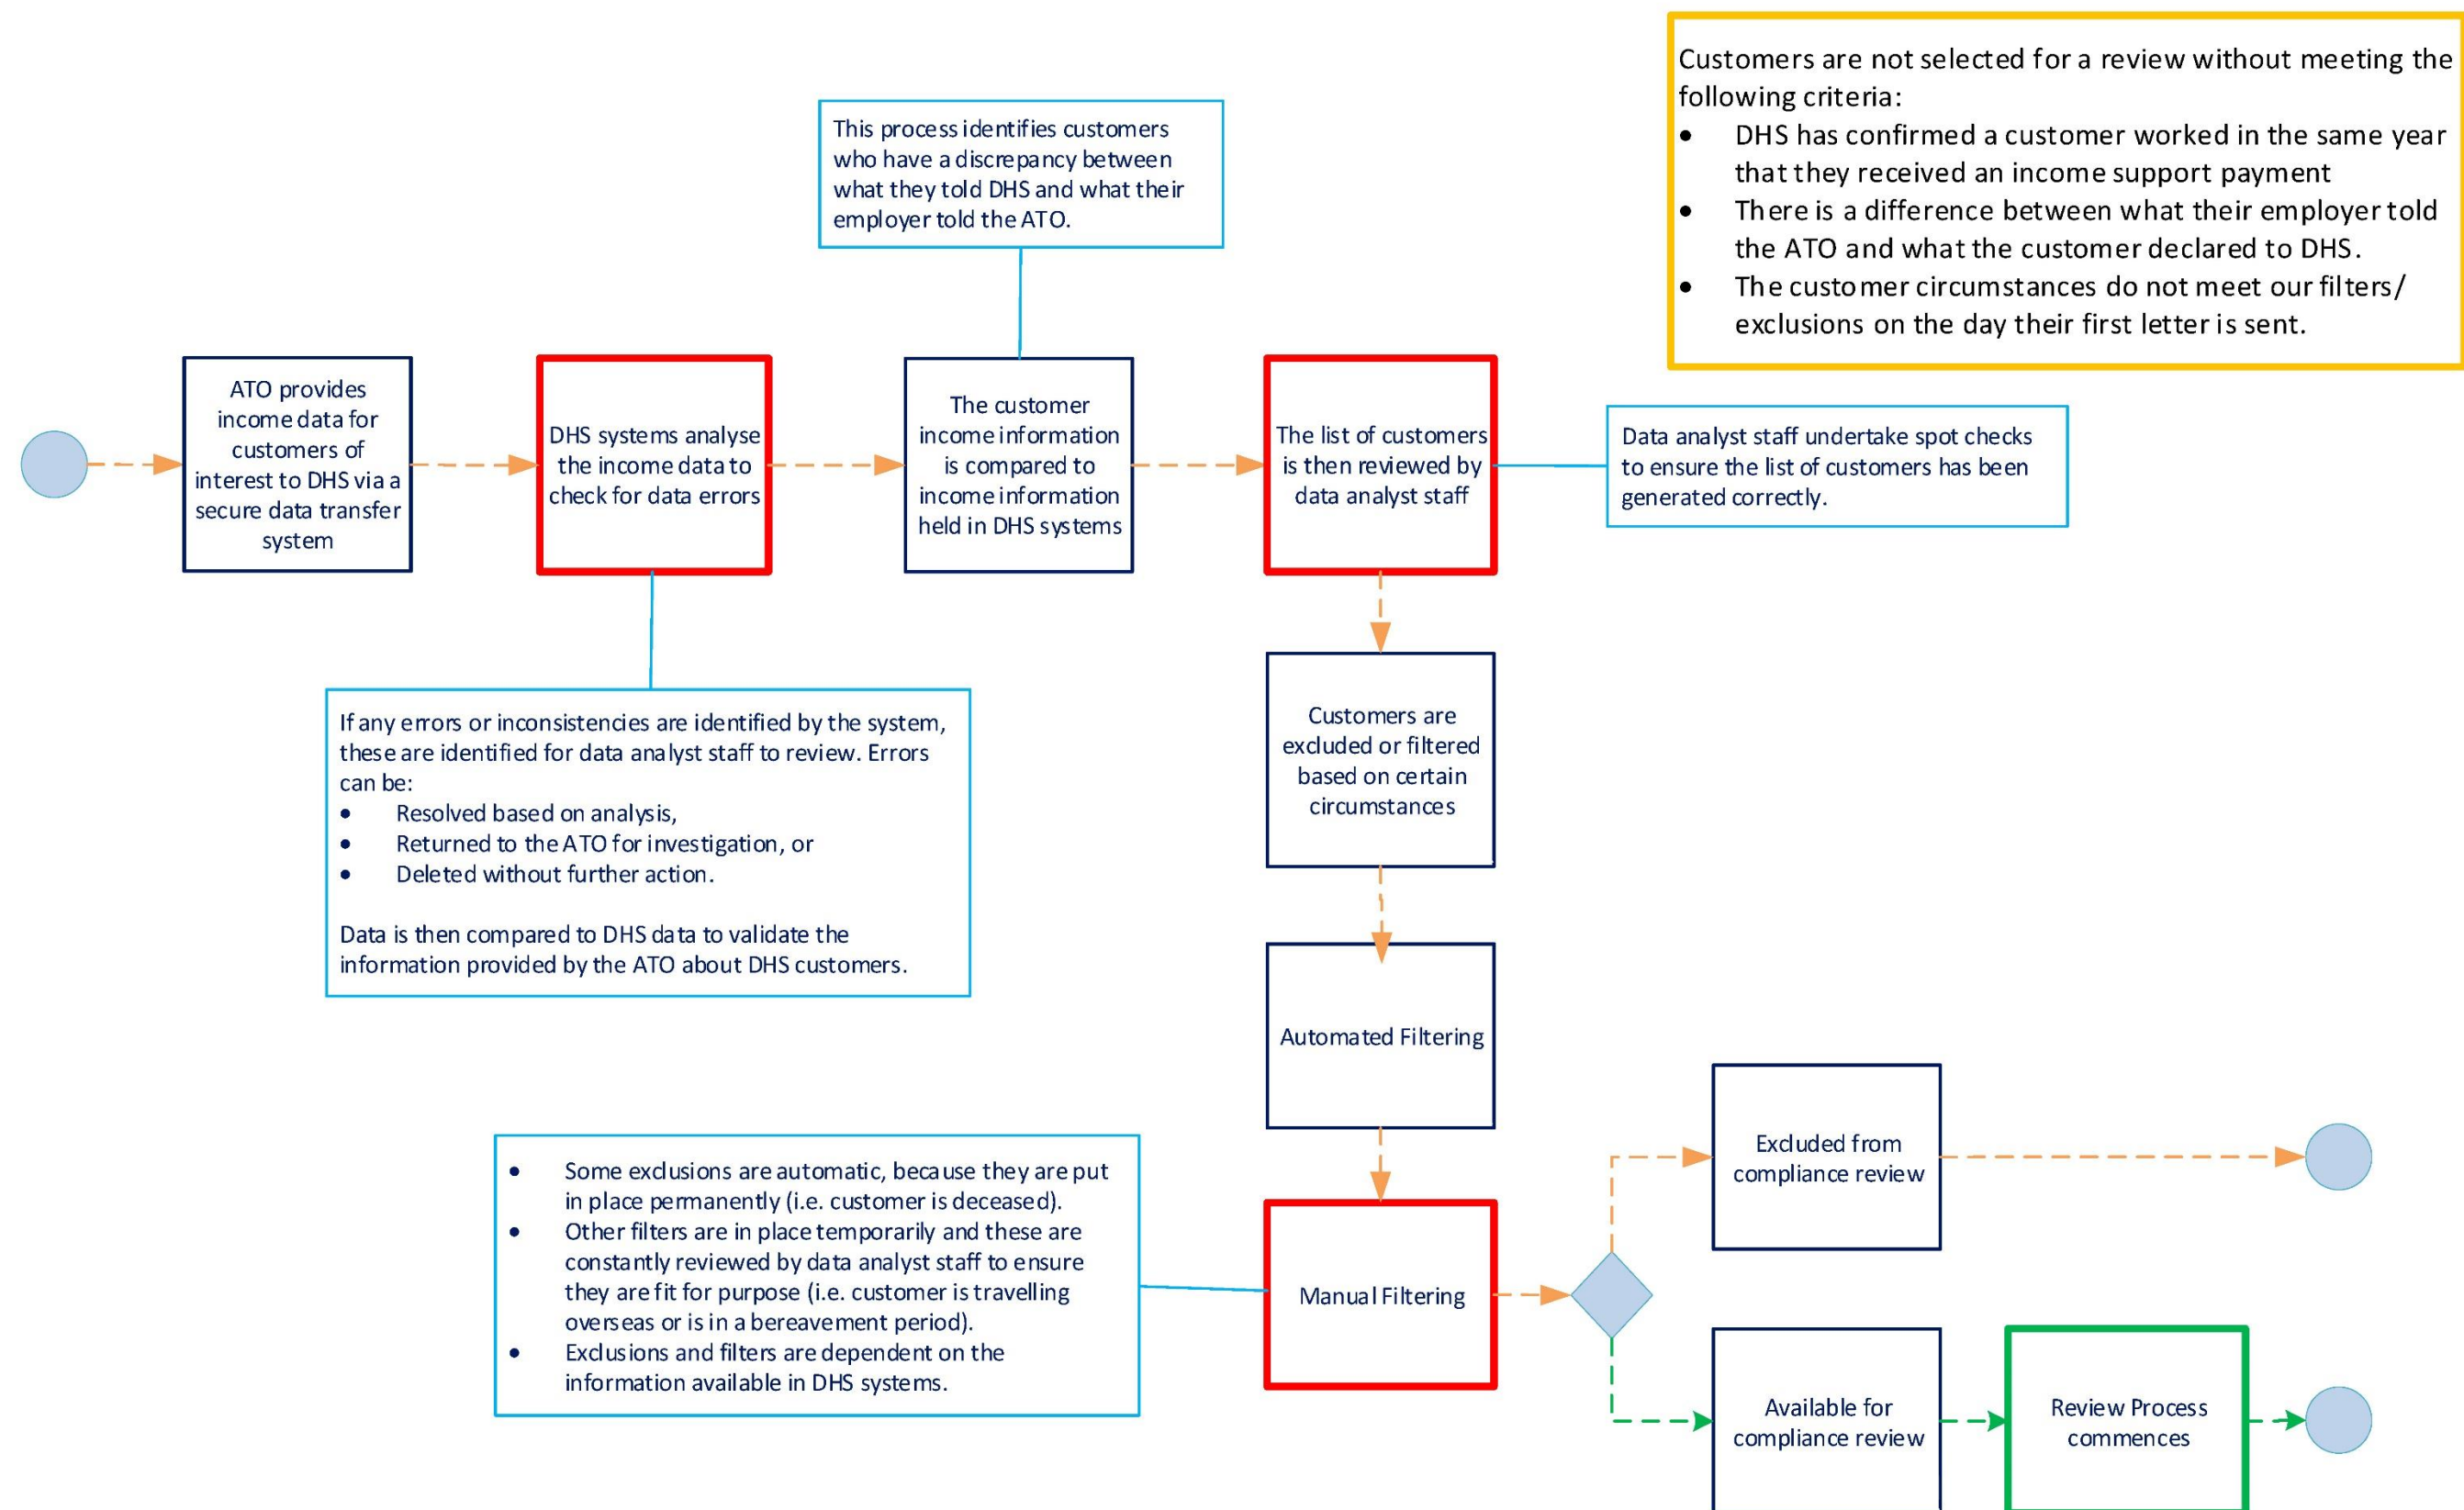 Customers are not selected for a review without meeting the
following criteria:
• DHS has confirmed a customer worked in the same year
that they received an income support payment
• There is a difference between what their employer told
the ATO and what the customer declared to DHS.
• The customer circumstances do not meet our filters/
exclusions on the day their first letter is sent.
This process identifies customers
who have a discrepancy between
what they told DHS and what their
employer told the ATO.
ATO provides
income data for
customers of
interest to DHS via a
secure data transfer
system
DHS systems analyse
the income data to
check for data errors
The customer
income information
is compared to
income information
held in DHS systems
The list of customers
is then reviewed by
data analyst staff
Data analyst staff undertake spot checks
to ensure the list of customers has been
generated correctly.
If any errors or inconsistencies are identified by the system,
these are identified for data analyst staff to review. Errors
can be:
• Resolved based on analysis,
• Returned to the ATO for investigation, or
• Deleted without further action.
Data is then compared to DHS data to validate the
information provided by the ATO about DHS customers.
Customers are
excluded or filtered
based on certain
circumstances
Automated Filtering
• Some exclusions are automatic, because they are put
in place permanently (i.e. customer is deceased).
• Other filters are in place temporarily and these are
constantly reviewed by data analyst staff to ensure
they are fit for purpose (i.e. customer is travelling
overseas or is in a bereavement period).
• Exclusions and filters are dependent on the
information available in DHS systems.
Manual Filtering
Excluded from
compliance review
Available for
compliance review
Review Process
commences